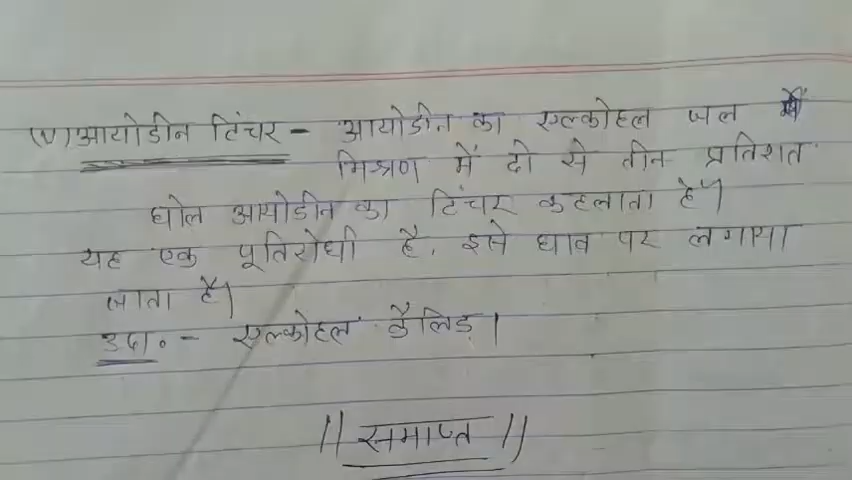 (v) आयोडीन टिंचर - आयोडीन का एल्कोहल जल में
मिश्रण में दो से तीन प्रतिशत
घोल आयोडीन का टिंचर कहलाता है।
यह एक पूतिरोधी है, इसे घाव पर लगाया
जाता है।
उदा० - एल्कोहल कैलिड।
|| समाप्त ||